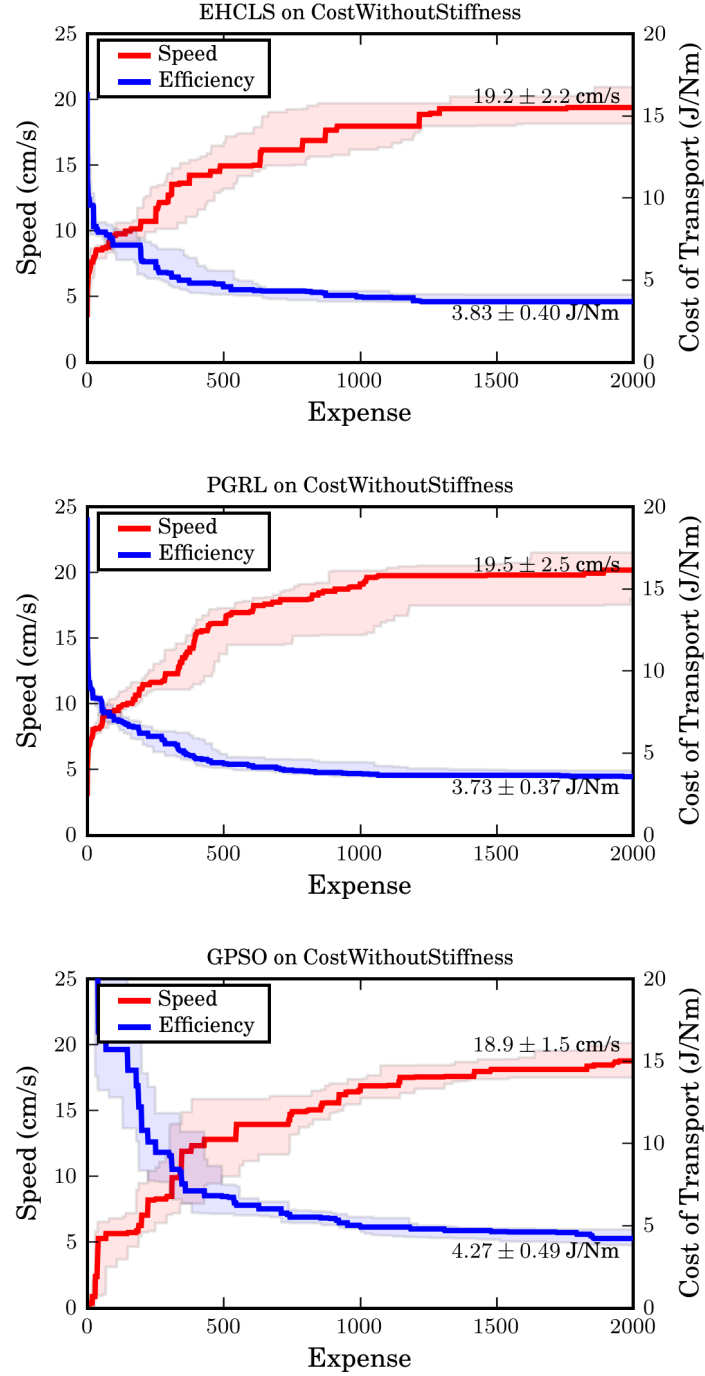 EHCLS on CostWithoutStiffness
25
20
15
10
5
0
Speed (cm/s)
Speed
Efficiency
19.2 ± 2.2 cm/s
3.83 ± 0.40 J/Nm
20
15
10
5
0
Cost of Transport (J/Nm)
0 500 1000 1500 2000
Expense
PGRL on CostWithoutStiffness
25
20
15
10
5
0
Speed (cm/s)
Speed
Efficiency
19.5 ± 2.5 cm/s
3.73 ± 0.37 J/Nm
20
15
10
5
0
Cost of Transport (J/Nm)
0 500 1000 1500 2000
Expense
GPSO on CostWithoutStiffness
25
20
15
10
5
0
Speed (cm/s)
Speed
Efficiency
18.9 ± 1.5 cm/s
4.27 ± 0.49 J/Nm
20
15
10
5
0
Cost of Transport (J/Nm)
0 500 1000 1500 2000
Expense